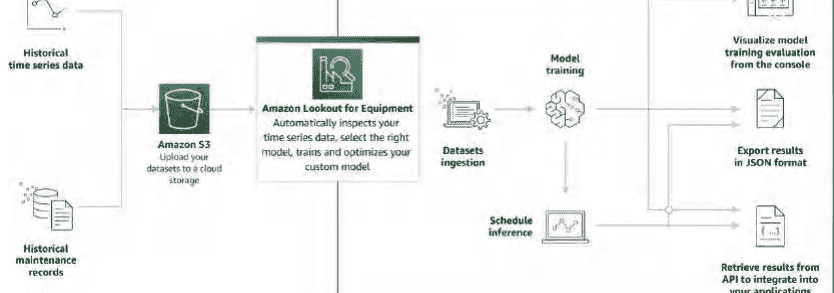 Historical
time series data
Historical
maintenance
records
Amazon S3
Upload your
datasets to a cloud
storage
Amazon Lookout for Equipment
Automatically inspects your
time series data, select the right
model, trains and optimizes your
custom model
Datasets
ingestion
Model
training
Schedule
inference
Visualize model
training evaluation
from the console
Export results
in JSON format
{...}
Retrieve results from
API to integrate into
your applications